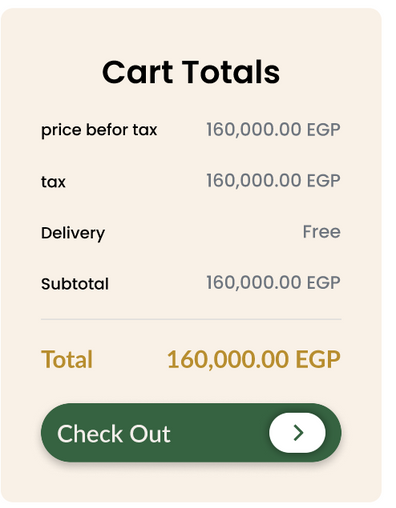 Cart Totals
price befor tax 160,000.00 EGP
tax 160,000.00 EGP
Delivery Free
Subtotal 160,000.00 EGP
Total 160,000.00 EGP
Check Out